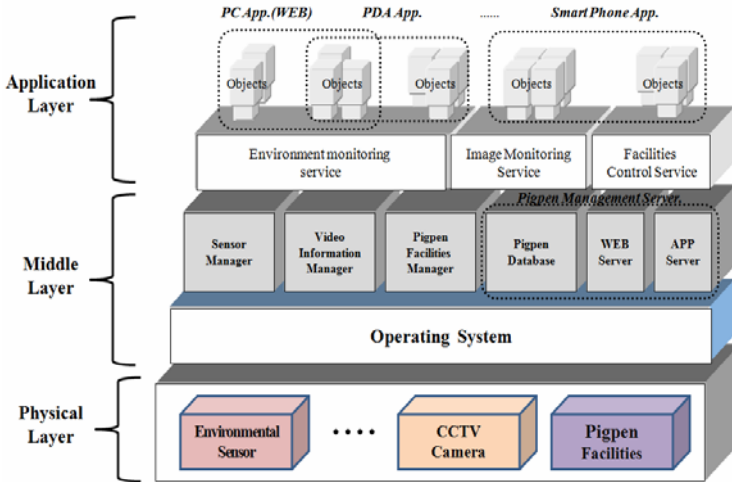 PC App.(WEB)
PDA App.
......
Smart Phone App.
Application
Layer
Objects
Objects
Objects
Objects
Objects
Environment monitoring
service
Image Monitoring
Service
Facilities
Control Service
Pigpen Management Server.
Middle
Layer
Sensor
Manager
Video
Information
Manager
Pigpen
Facilities
Manager
Pigpen
Database
WEB
Server
APP
Server
Operating System
Physical
Layer
Environmental
Sensor
....
CCTV
Camera
Pigpen
Facilities